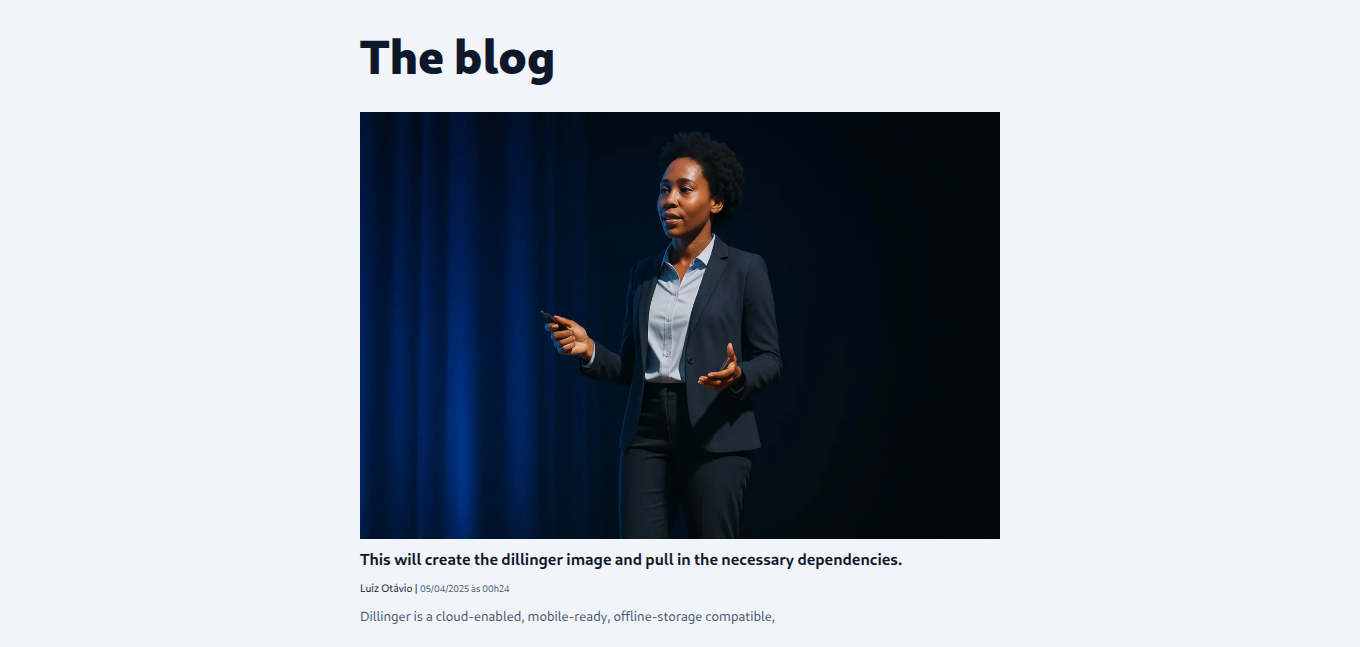 The blog
This will create the dillinger image and pull in the necessary dependencies.
Luiz Otávio | 05/04/2025 às 00h24
Dillinger is a cloud-enabled, mobile-ready, offline-storage compatible,